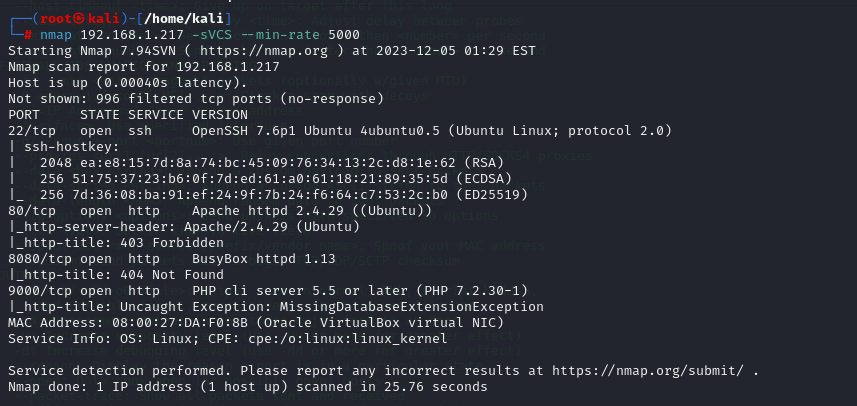 ┌──(root㉿kali)-[/home/kali]
└─# nmap 192.168.1.217 -sVCS --min-rate 5000
Starting Nmap 7.94SVN ( https://nmap.org ) at 2023-12-05 01:29 EST
Nmap scan report for 192.168.1.217
Host is up (0.00040s latency).
Not shown: 996 filtered tcp ports (no-response)
PORT     STATE SERVICE VERSION
22/tcp   open  ssh     OpenSSH 7.6p1 Ubuntu 4ubuntu0.5 (Ubuntu Linux; protocol 2.0)
| ssh-hostkey:
|   2048 ea:e8:15:7d:8a:74:bc:45:09:76:34:13:2c:d8:1e:62 (RSA)
|   256 51:75:37:23:b6:0f:7d:ed:61:a0:61:18:21:89:35:5d (ECDSA)
|_  256 7d:36:08:ba:91:ef:24:9f:7b:24:f6:64:c7:53:2c:b0 (ED25519)
80/tcp   open  http    Apache httpd 2.4.29 ((Ubuntu))
|_http-server-header: Apache/2.4.29 (Ubuntu)
|_http-title: 403 Forbidden
8080/tcp open  http    BusyBox httpd 1.13
|_http-title: 404 Not Found
9000/tcp open  http    PHP cli server 5.5 or later (PHP 7.2.30-1)
|_http-title: Uncaught Exception: MissingDatabaseExtensionException
MAC Address: 08:00:27:DA:F0:8B (Oracle VirtualBox virtual NIC)
Service Info: OS: Linux; CPE: cpe:/o:linux:linux_kernel

Service detection performed. Please report any incorrect results at https://nmap.org/submit/ .
Nmap done: 1 IP address (1 host up) scanned in 25.76 seconds